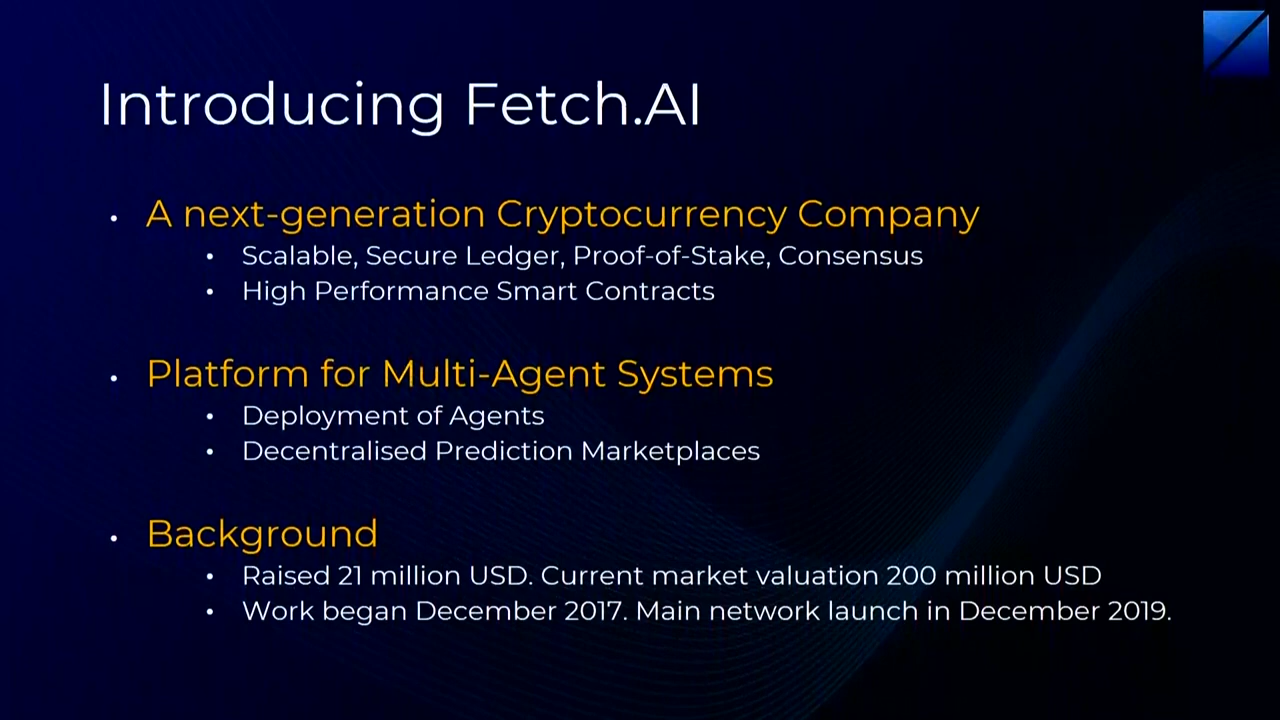 Introducing Fetch.AI
• A next-generation Cryptocurrency Company
• Scalable, Secure Ledger, Proof-of-Stake, Consensus
• High Performance Smart Contracts
• Platform for Multi-Agent Systems
• Deployment of Agents
• Decentralised Prediction Marketplaces
• Background
• Raised 21 million USD. Current market valuation 200 million USD
• Work began December 2017. Main network launch in December 2019.